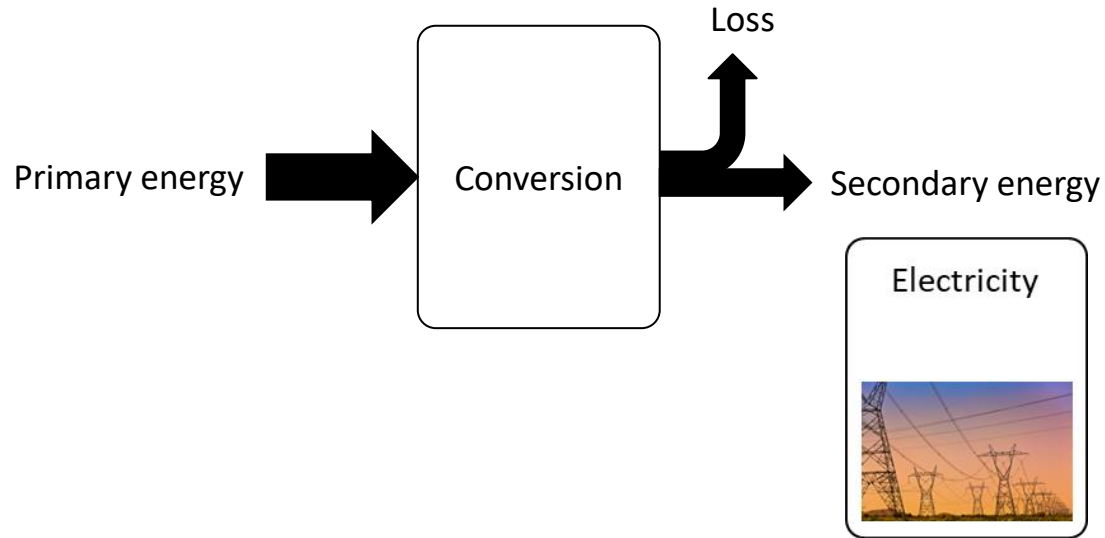 Loss
Primary energy
Conversion
Secondary energy
Electricity